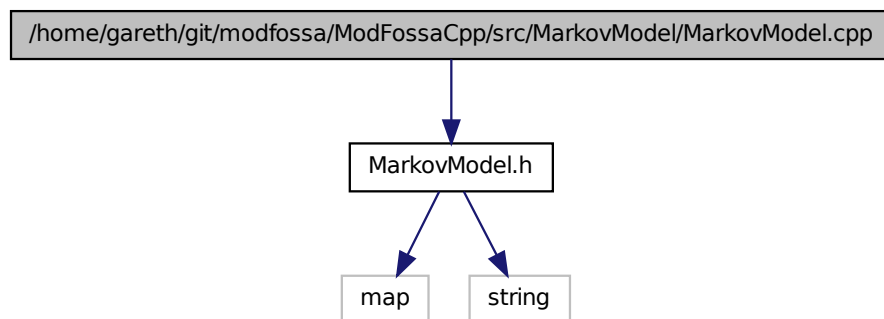 /home/gareth/git/modfossa/ModFossaCpp/src/MarkovModel/MarkovModel.cpp
MarkovModel.h
map string